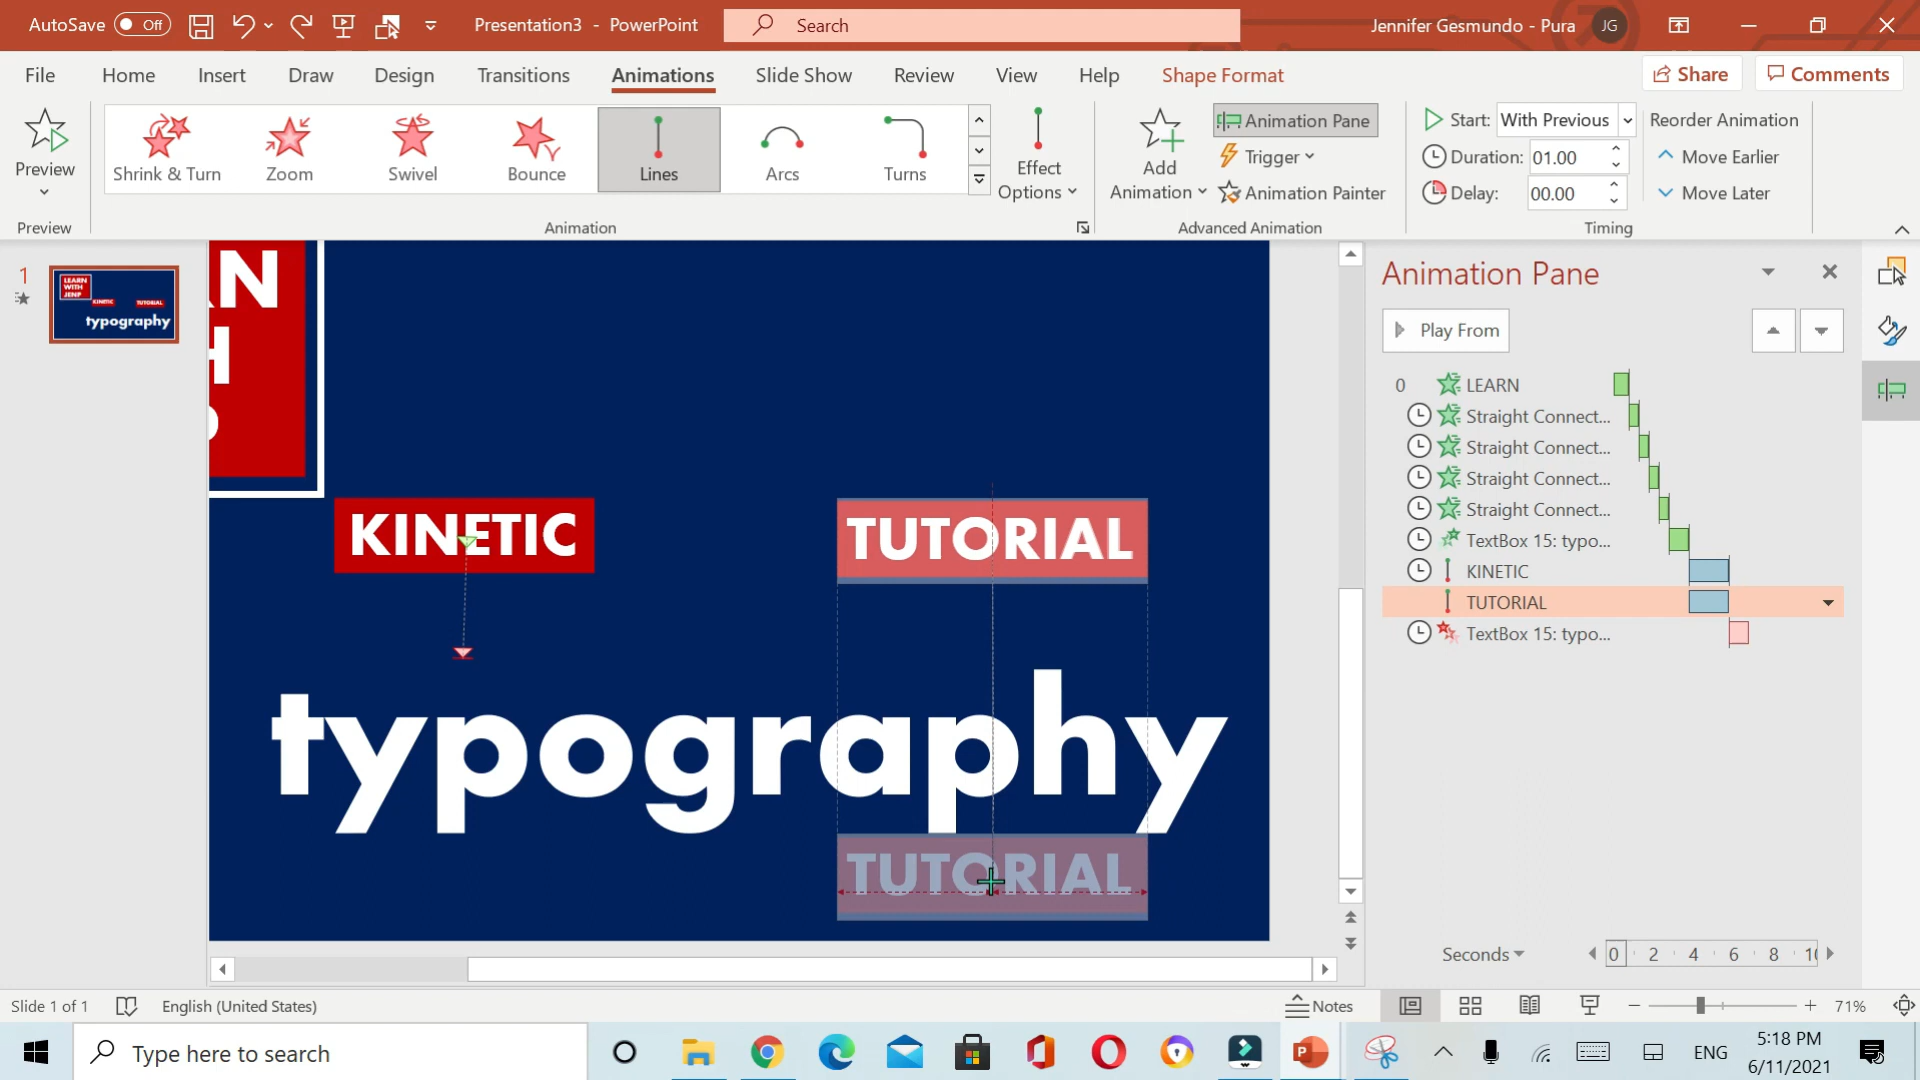 AutoSave Off Presentation3 - PowerPoint Search Jennifer Gesmundo - Pura JG
File Home Insert Draw Design Transitions Animations Slide Show Review View Help Shape Format Share Comments
Preview
Shrink & Turn Zoom Swivel Bounce Lines Arcs Turns
Effect Options
Add Animation
Animation Pane
Trigger
Animation Painter
Start: With Previous
Duration: 01.00
Delay: 00.00
Reorder Animation
Move Earlier
Move Later
Preview Animation Advanced Animation Timing
1
LEARN
WITH
JENP
KINETIC TUTORIAL
typography
KINETIC TUTORIAL
typography
TUTORIAL
Animation Pane
Play From
0 LEARN
Straight Connect...
Straight Connect...
Straight Connect...
Straight Connect...
TextBox 15: typo...
KINETIC
TUTORIAL
TextBox 15: typo...
Seconds 0 2 4 6 8
Slide 1 of 1 English (United States) Notes 71%
Type here to search ENG 5:18 PM
6/11/2021